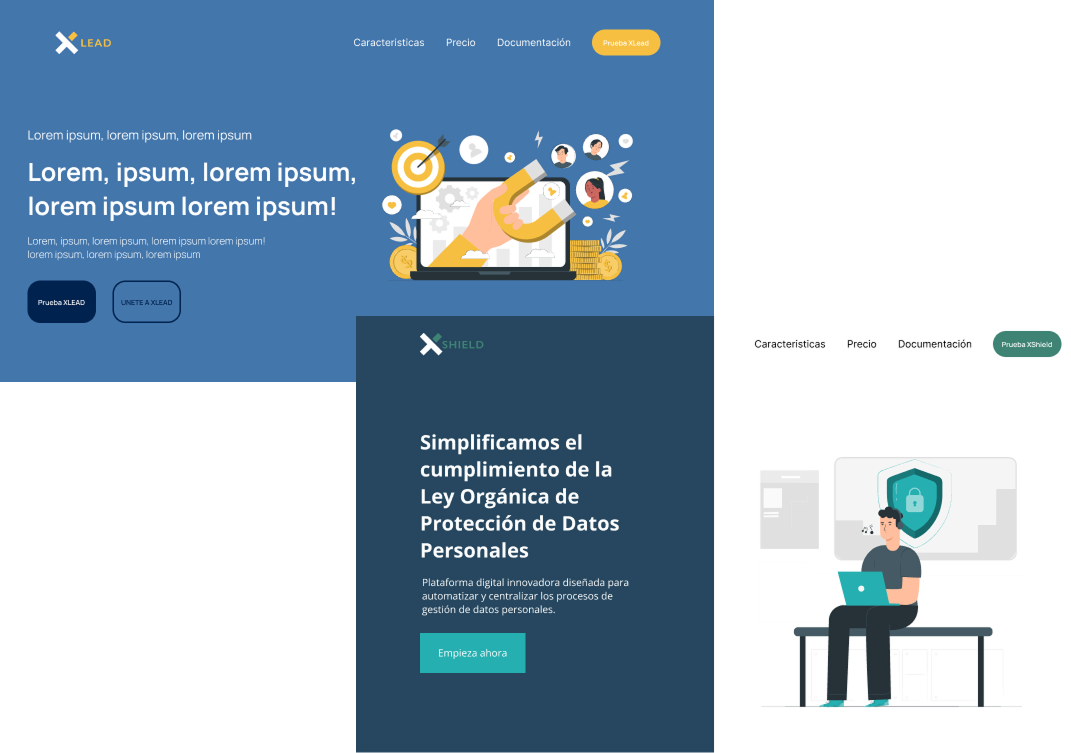 XLEAD
Caracteristicas Precio Documentación Prueba XLead
Lorem ipsum, lorem ipsum, lorem ipsum
Lorem, ipsum, lorem ipsum,
lorem ipsum lorem ipsum!
Lorem, ipsum, lorem ipsum, lorem ipsum lorem ipsum!
lorem ipsum, lorem ipsum, lorem ipsum
Prueba XLEAD
UNETE A XLEAD
XSHIELD
Caracteristicas Precio Documentación Prueba XShield
Simplificamos el
cumplimiento de la
Ley Orgánica de
Protección de Datos
Personales
Plataforma digital innovadora diseñada para
automatizar y centralizar los procesos de
gestión de datos personales.
Empieza ahora